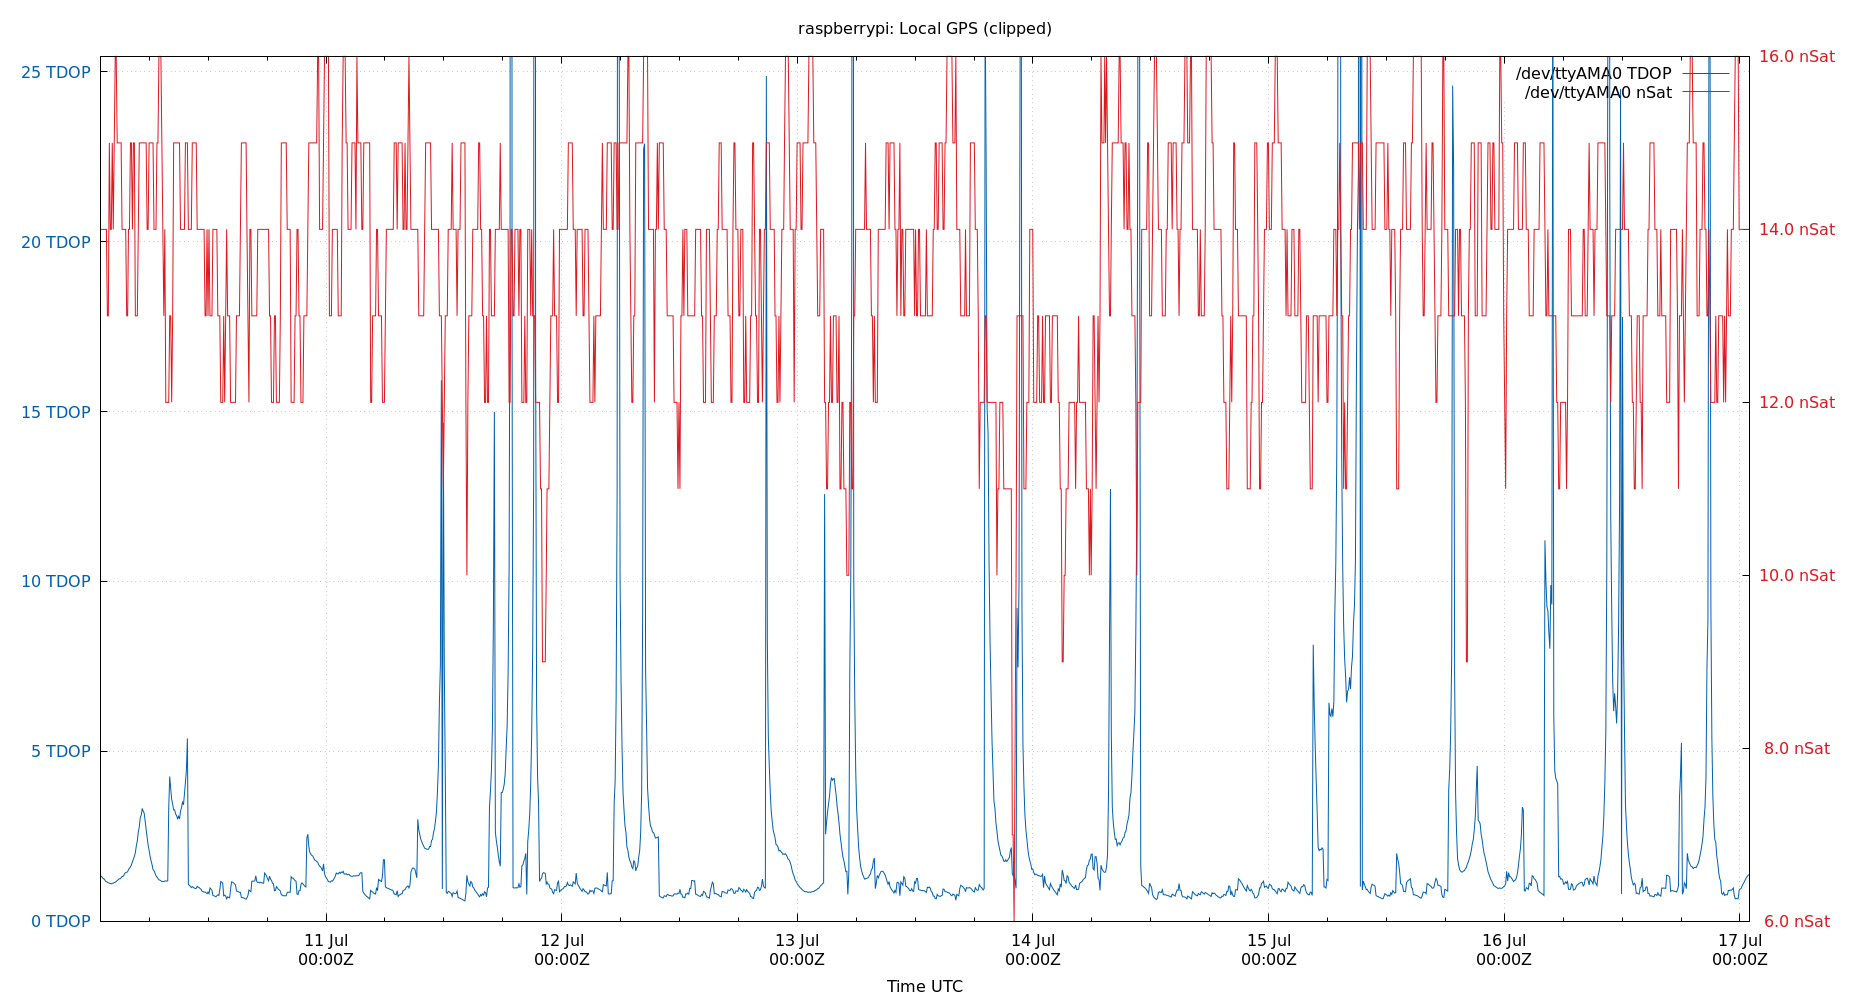 raspberrypi: Local GPS (clipped)
25 TDOP
20 TDOP
15 TDOP
10 TDOP
5 TDOP
0 TDOP
16.0 nSat
14.0 nSat
12.0 nSat
10.0 nSat
8.0 nSat
6.0 nSat
/dev/ttyAMA0 TDOP
/dev/ttyAMA0 nSat
11 Jul
00:00Z
12 Jul
00:00Z
13 Jul
00:00Z
14 Jul
00:00Z
15 Jul
00:00Z
16 Jul
00:00Z
17 Jul
00:00Z
Time UTC